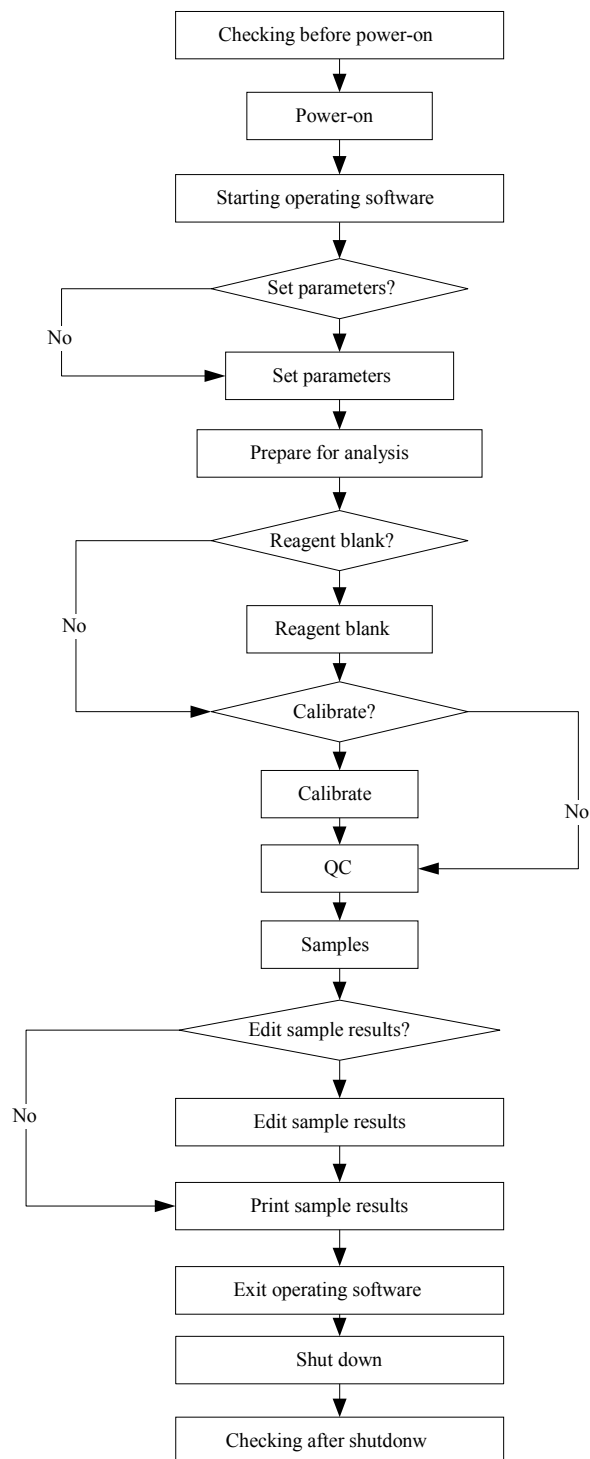 Checking before power-on
Power-on
Starting operating software
Set parameters?
No
Set parameters
Prepare for analysis
Reagent blank?
No
Reagent blank
Calibrate?
Calibrate
No
QC
Samples
Edit sample results?
No
Edit sample results
Print sample results
Exit operating software
Shut down
Checking after shutdonw